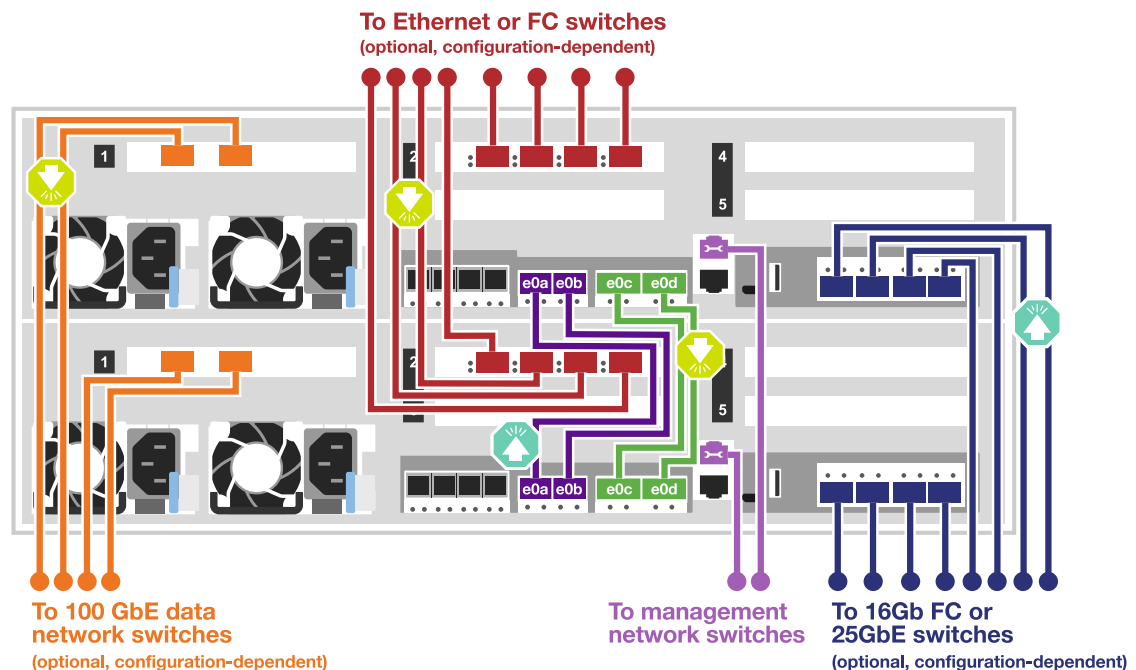 To Ethernet or FC switches
(optional, configuration-dependent)
1
2
4
5
e0a e0b e0c e0d
1
2
5
e0a e0b e0c e0d
To 100 GbE data
network switches
(optional, configuration-dependent)
To management
network switches
To 16Gb FC or
25GbE switches
(optional, configuration-dependent)